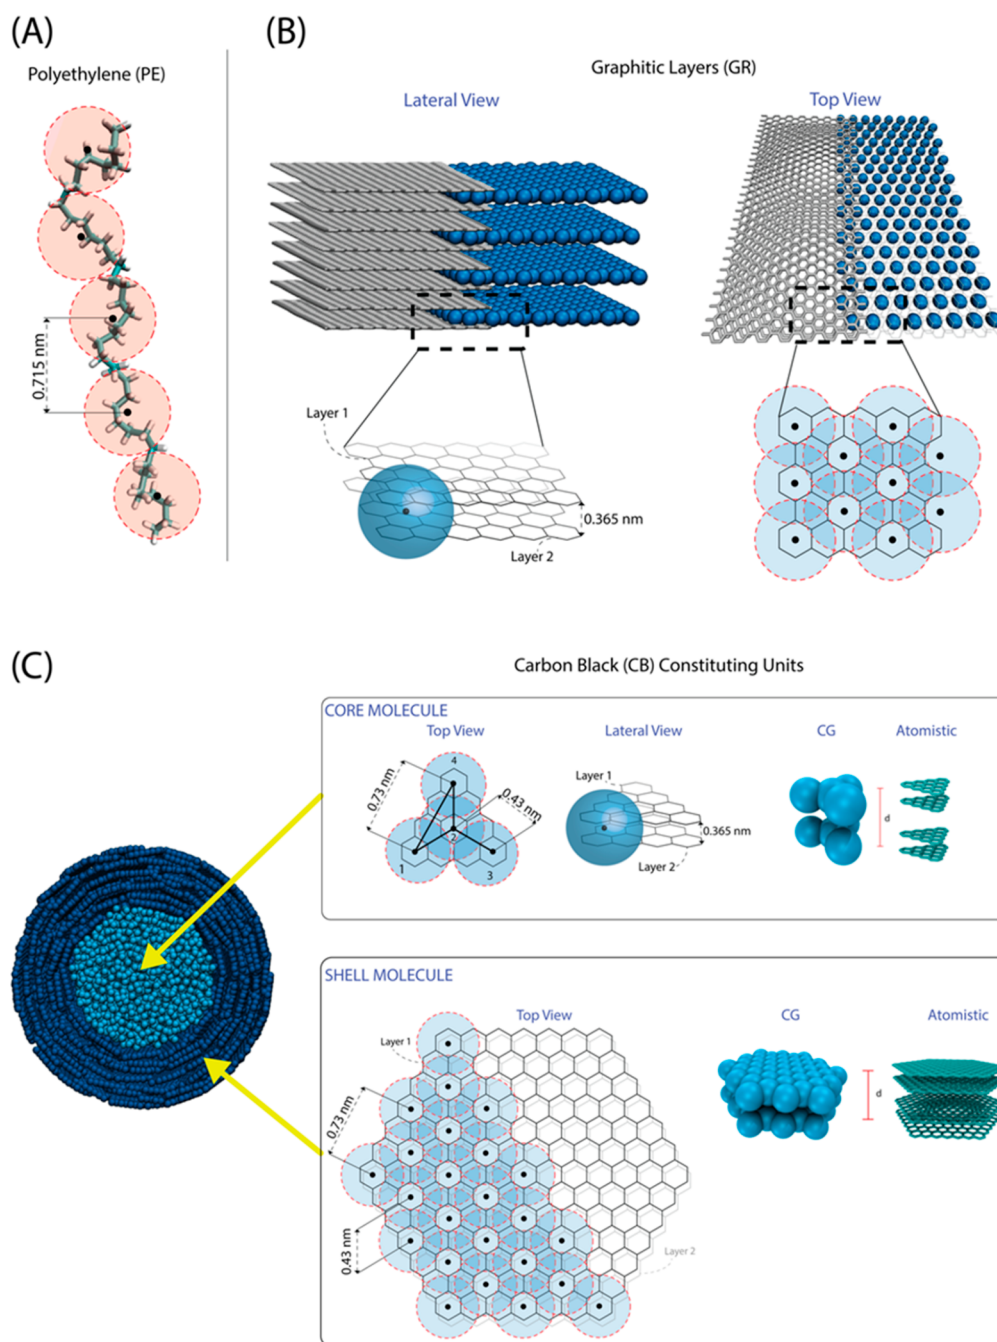 (A)
Polyethylene (PE)
0.715 nm
(B)
Graphitic Layers (GR)
Lateral View
Top View
Layer 1
0.365 nm
Layer 2
(C)
Carbon Black (CB) Constituting Units
CORE MOLECULE
Top View
Lateral View
CG
Atomistic
4
0.73 nm
0.43 nm
2
1
3
Layer 1
0.365 nm
Layer 2
d
SHELL MOLECULE
Top View
CG
Atomistic
Layer 1
0.73 nm
0.43 nm
Layer 2
d